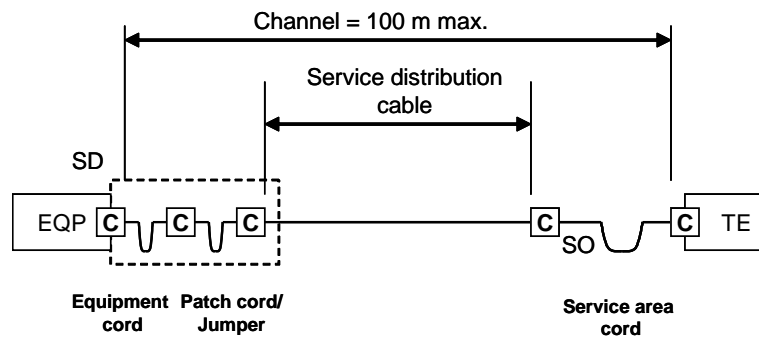 Channel = 100 m max.
Service distribution
cable
SD
EQP
C
C
C
C
SO
C
TE
Equipment
cord
Patch cord/
Jumper
Service area
cord